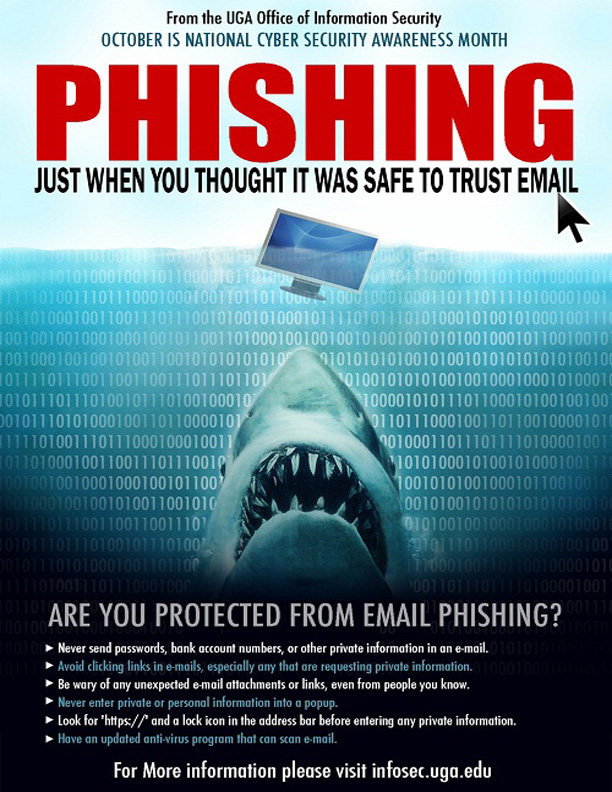 From the UGA Office of Information Security
OCTOBER IS NATIONAL CYBER SECURITY AWARENESS MONTH
PHISHING
JUST WHEN YOU THOUGHT IT WAS SAFE TO TRUST EMAIL
ARE YOU PROTECTED FROM EMAIL PHISHING?
Never send passwords, bank account numbers, or other private information in an e-mail.
Avoid clicking links in e-mails, especially any that are requesting private information.
Be wary of any unexpected e-mail attachments or links, even from people you know.
Never enter private or personal information into a popup.
Look for 'https://' and a lock icon in the address bar before entering any private information.
Have an updated anti-virus program that can scan e-mail.
For More information please visit infosec.uga.edu